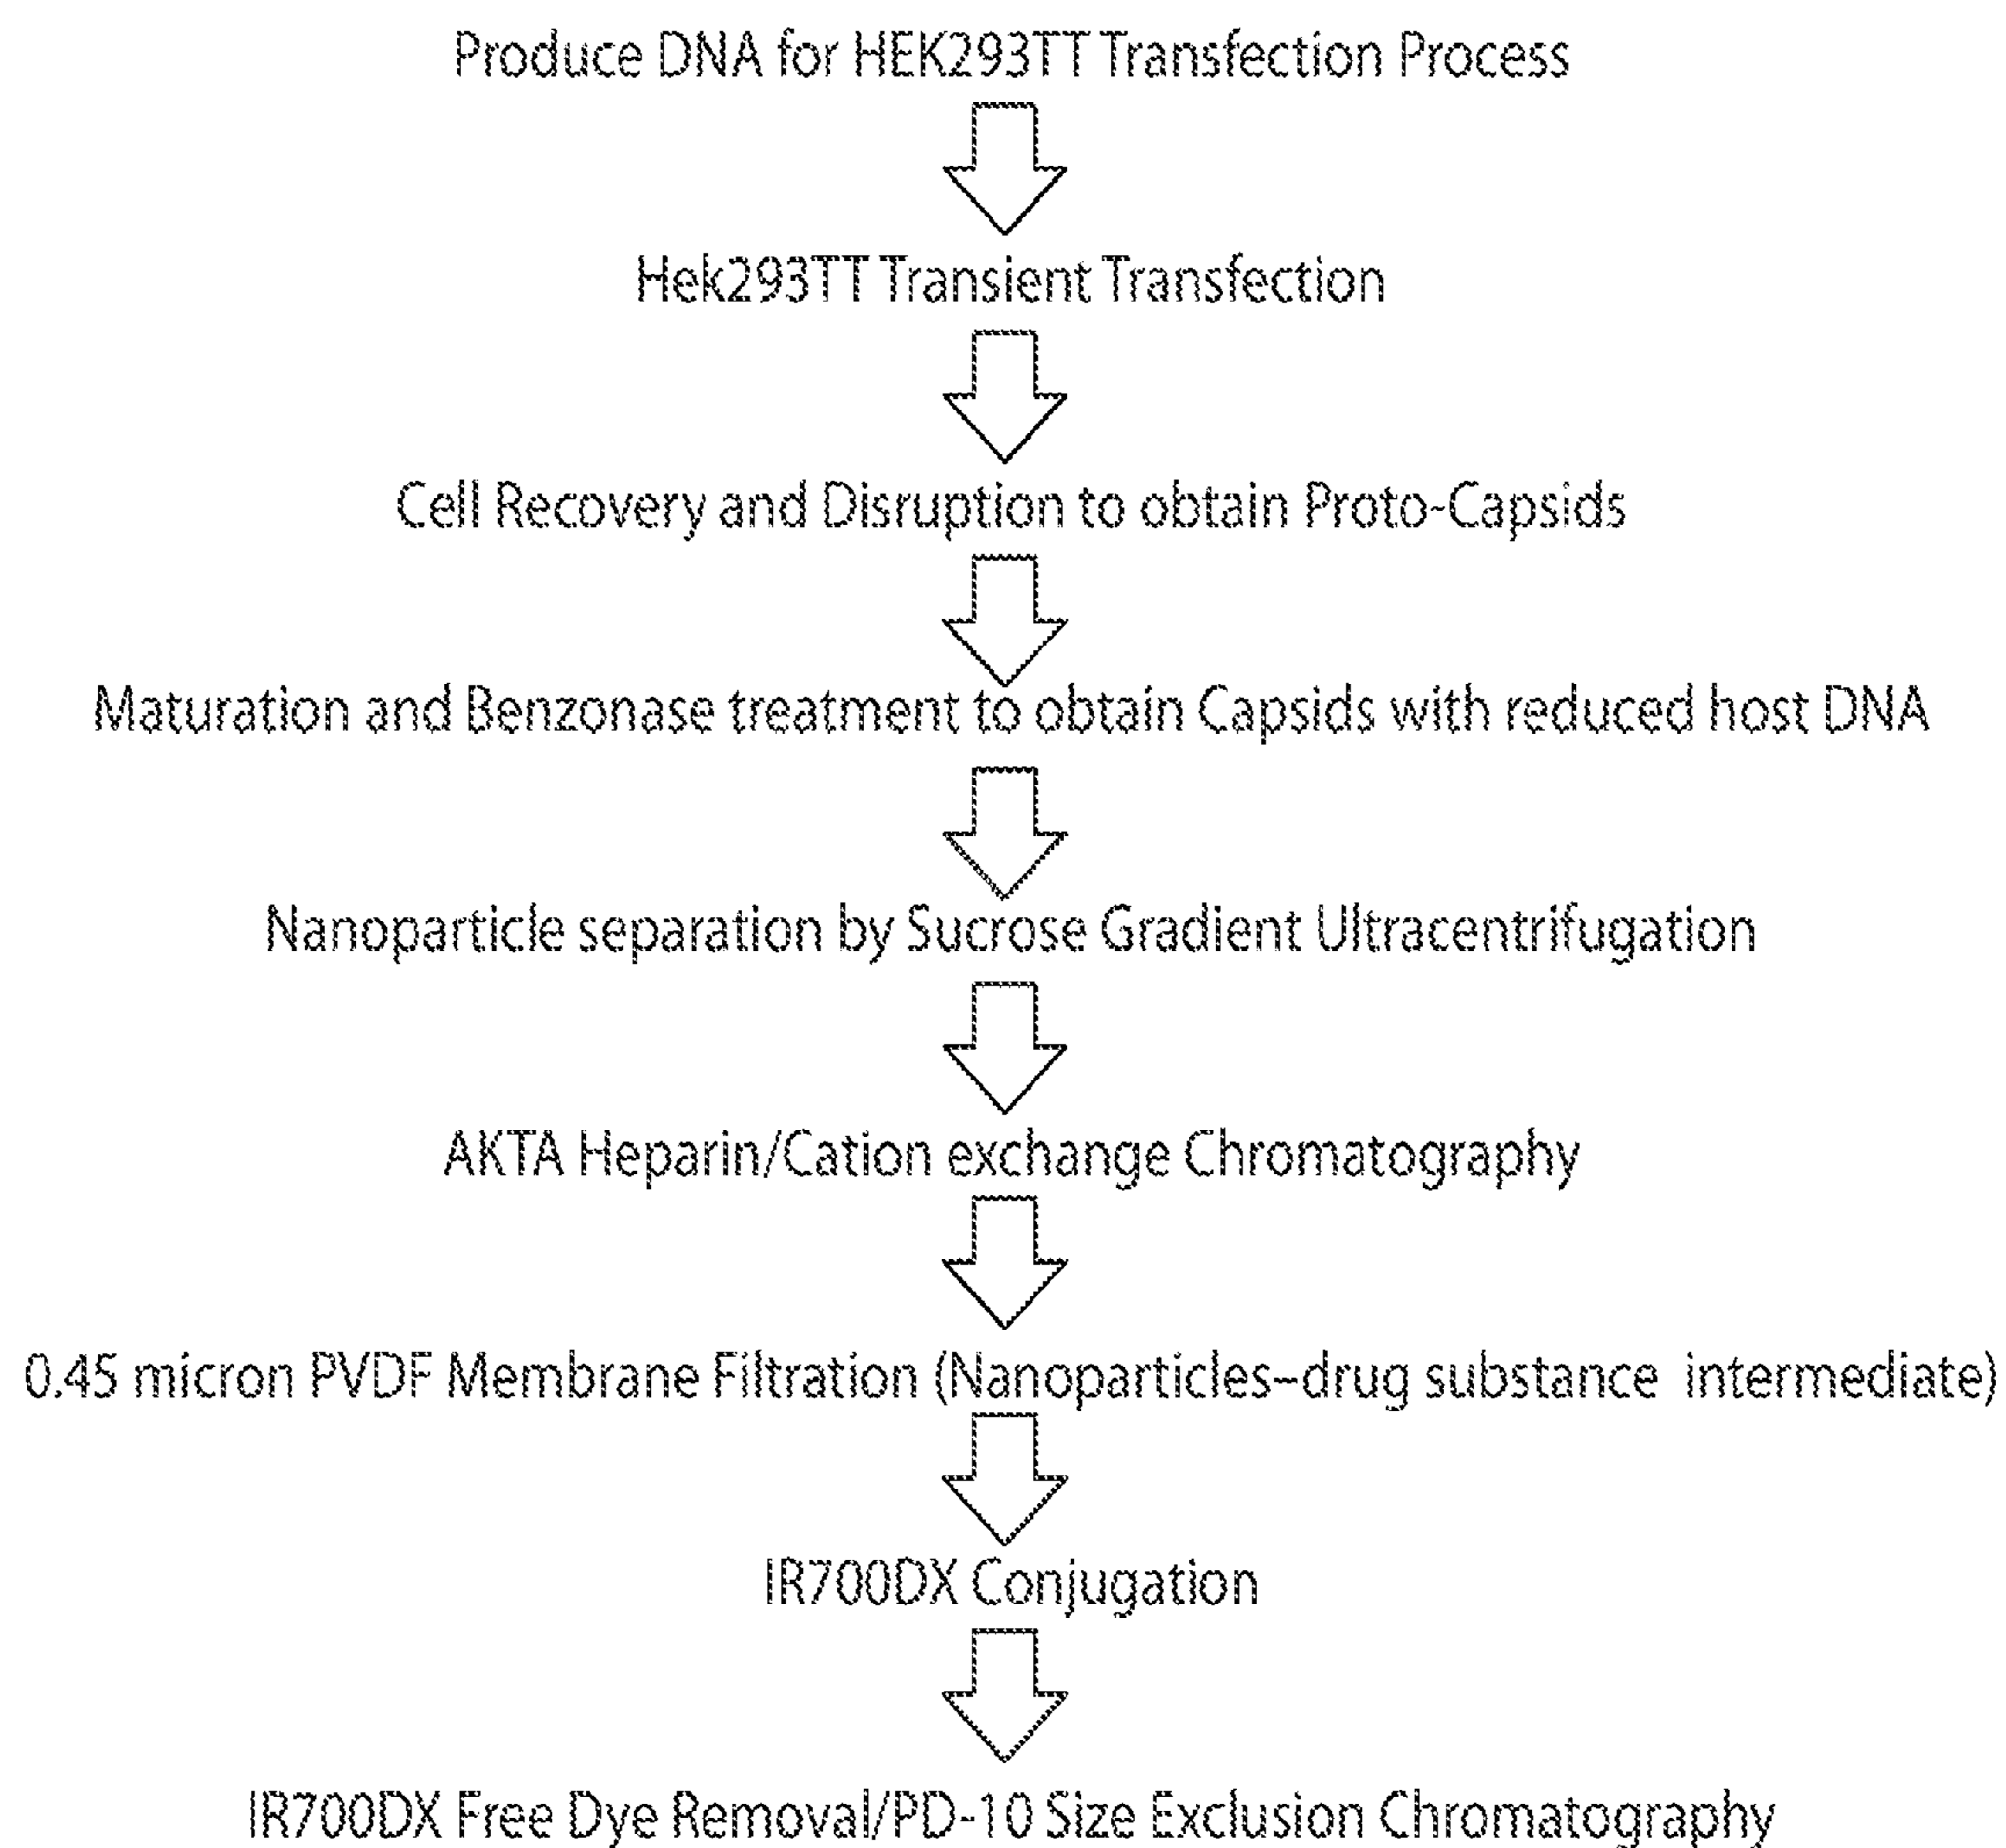 Produce DNA for HEK293TT Transfection Process
Hek293TT Transient Transfection
Cell Recovery and Disruption to obtain Proto-Capsids
Maturation and Benzonase treatment to obtain Capsids with reduced host DNA
Nanoparticle separation by Sucrose Gradient Ultracentrifugation
AKTA Heparin/Cation exchange Chromatography
0.45 micron PVDF Membrane Filtration (Nanoparticles–drug substance intermediate)
IR700DX Conjugation
IR700DX Free Dye Removal/PD-10 Size Exclusion Chromatography